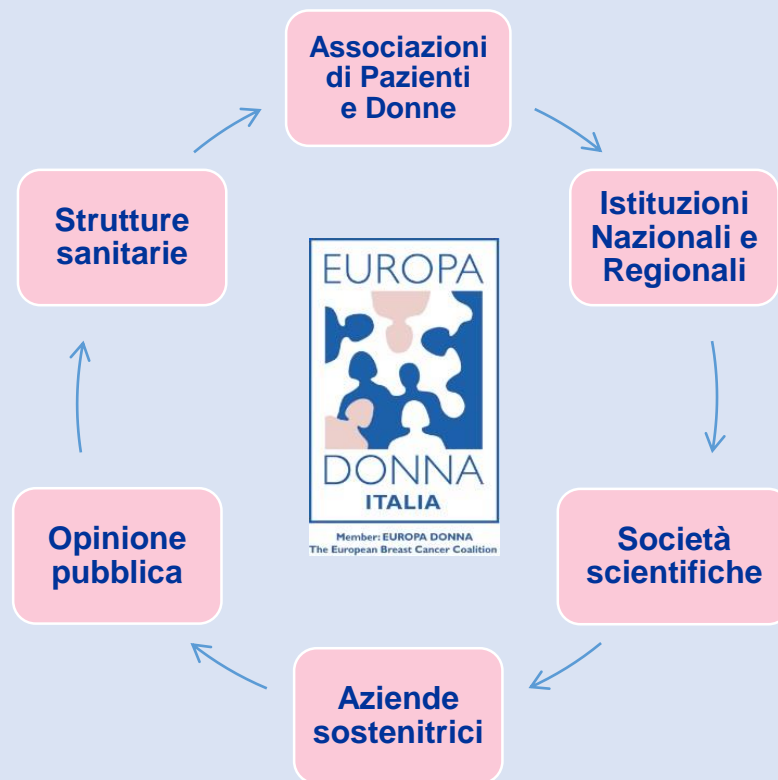 Associazioni
di Pazienti
e Donne
Istituzioni
Nazionali e
Regionali
Società
scientifiche
Aziende
sostenitrici
Opinione
pubblica
Strutture
sanitarie
EUROPA
DONNA
ITALIA
Member: EUROPA DONNA
The European Breast Cancer Coalition